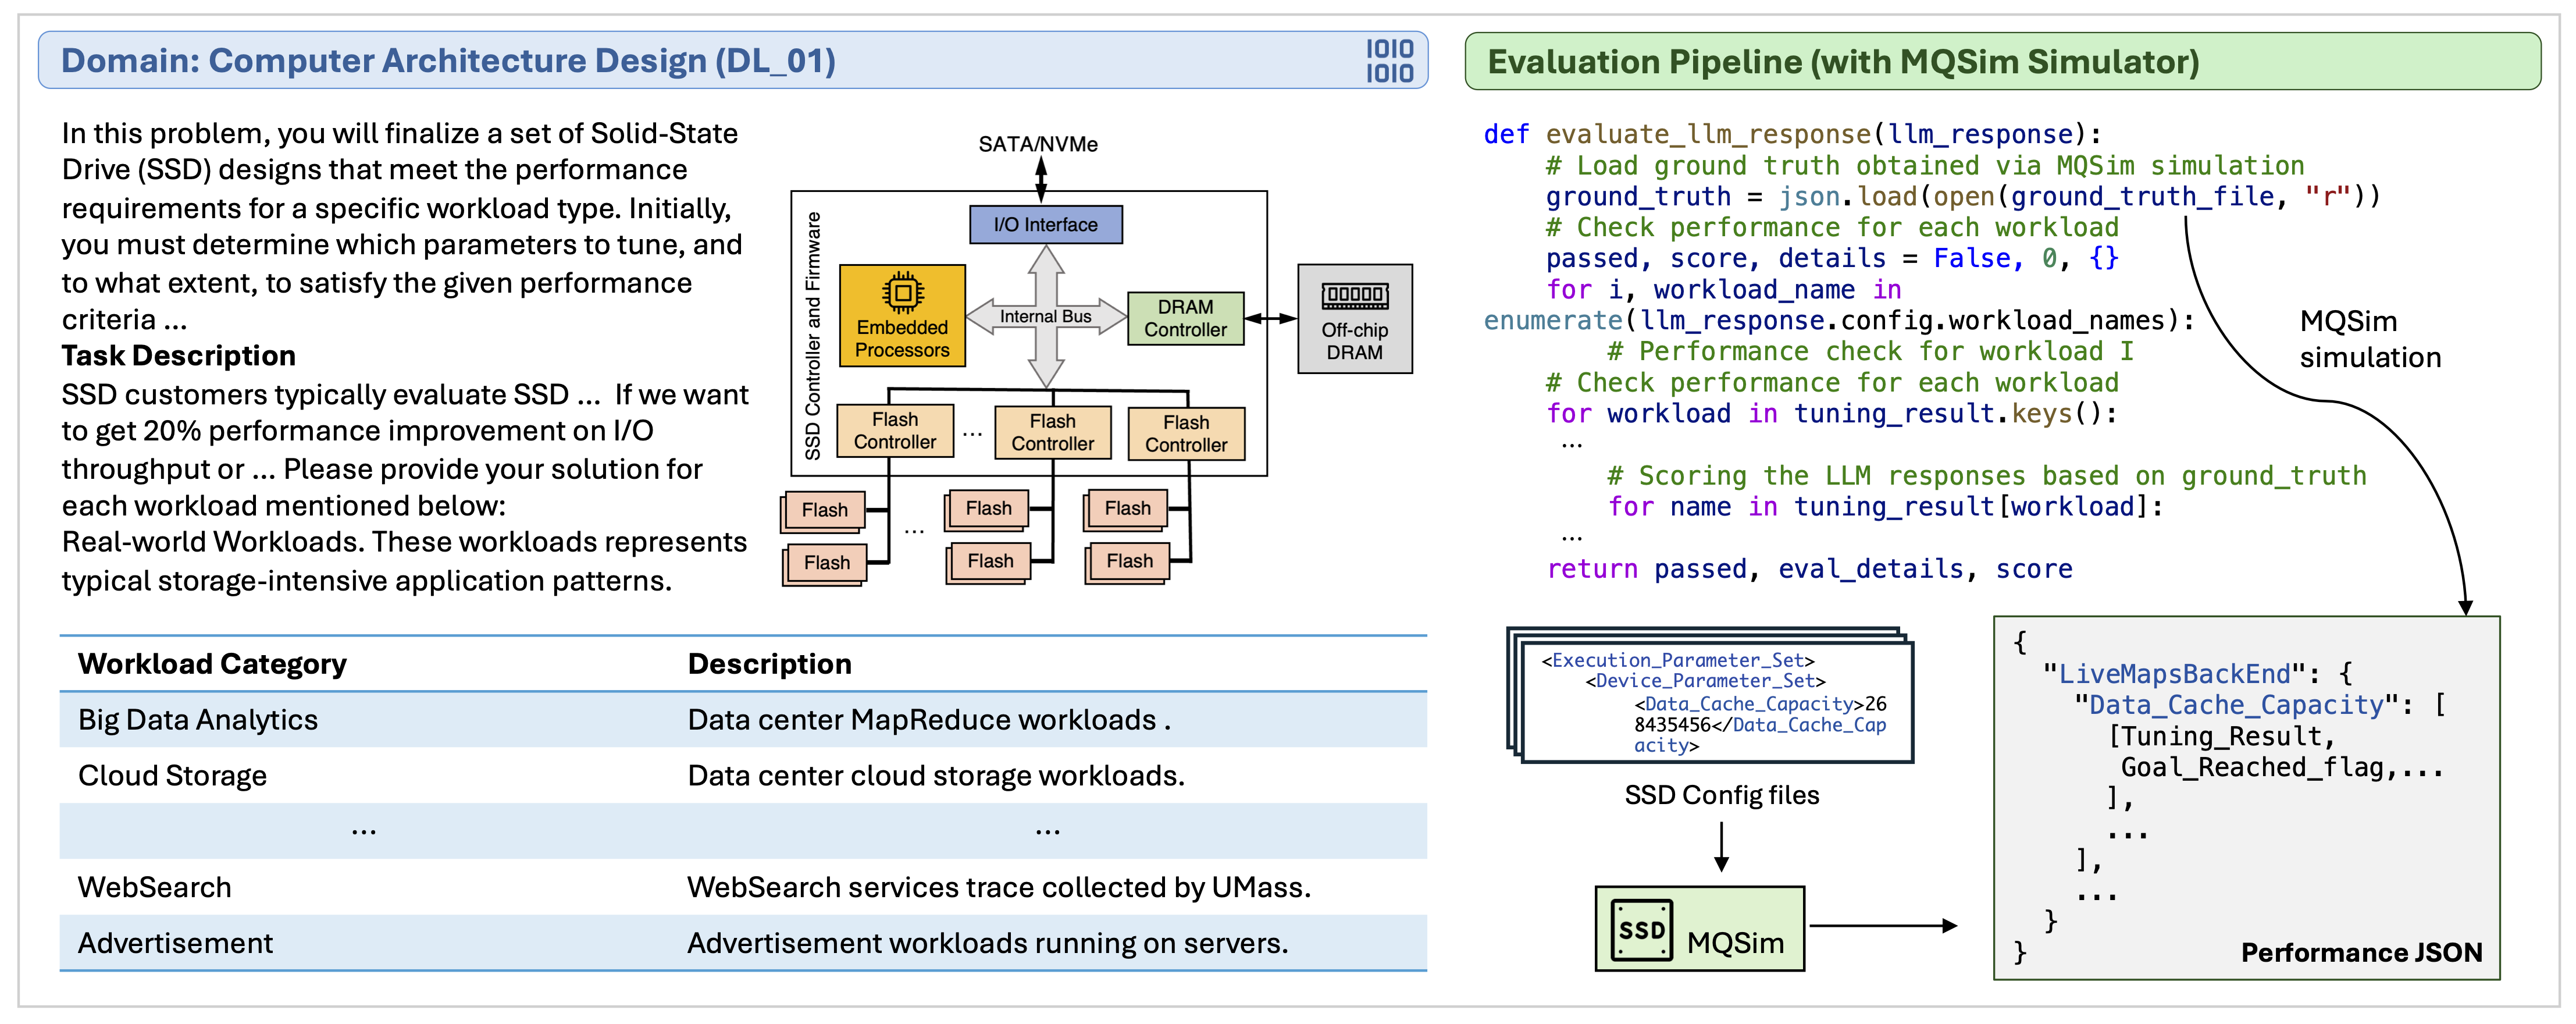 Domain: Computer Architecture Design (DL_01)
IOIO
IOIO
In this problem, you will finalize a set of Solid-State
Drive (SSD) designs that meet the performance
requirements for a specific workload type. Initially,
you must determine which parameters to tune, and
to what extent, to satisfy the given performance
criteria ...
Task Description
SSD customers typically evaluate SSD ... If we want
to get 20% performance improvement on I/O
throughput or ... Please provide your solution for
each workload mentioned below:
Real-world Workloads. These workloads represents
typical storage-intensive application patterns.
SATA/NVMe
SSD Controller and Firmware
I/O Interface
Embedded
Processors
Internal Bus
DRAM
Controller
Off-chip
DRAM
Flash
Controller
...
Flash
Controller
Flash
Controller
Flash
...
Flash
Flash
Flash
Flash
Flash
Workload Category Description
Big Data Analytics Data center MapReduce workloads .
Cloud Storage Data center cloud storage workloads.
... ...
WebSearch WebSearch services trace collected by UMass.
Advertisement Advertisement workloads running on servers.
Evaluation Pipeline (with MQSim Simulator)
def evaluate_llm_response(llm_response):
# Load ground truth obtained via MQSim simulation
ground_truth = json.load(open(ground_truth_file, "r"))
# Check performance for each workload
passed, score, details = False, 0, {}
for i, workload_name in
enumerate(llm_response.config.workload_names):
# Performance check for workload I
# Check performance for each workload
for workload in tuning_result.keys():
...
# Scoring the LLM responses based on ground_truth
for name in tuning_result[workload]:
...
return passed, eval_details, score
MQSim
simulation
<Execution_Parameter_Set>
<Device_Parameter_Set>
<Data_Cache_Capacity>26
8435456</Data_Cache_Cap
acity>
SSD Config files
SSD
MQSim
{
"LiveMapsBackEnd": {
"Data_Cache_Capacity": [
[Tuning_Result,
Goal_Reached_flag,...
],
...
],
...
}
}
Performance JSON